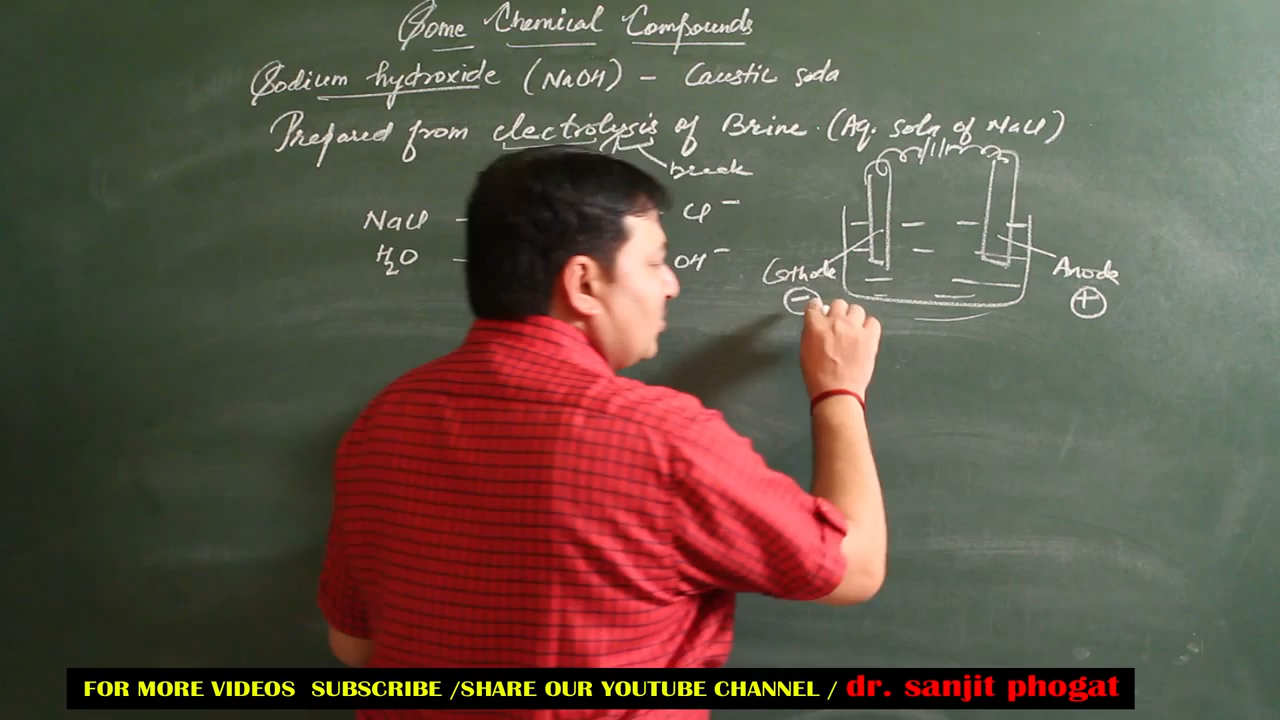 Some Chemical Compounds
Sodium hydroxide (NaOH) - Caustic soda
Prepared from electrolysis of Brine. (Aq. soln of NaCl)
break
NaCl - Cl⁻
H₂O - OH⁻
Cathode Anode
- +
FOR MORE VIDEOS SUBSCRIBE /SHARE OUR YOUTUBE CHANNEL / dr. sanjit phogat